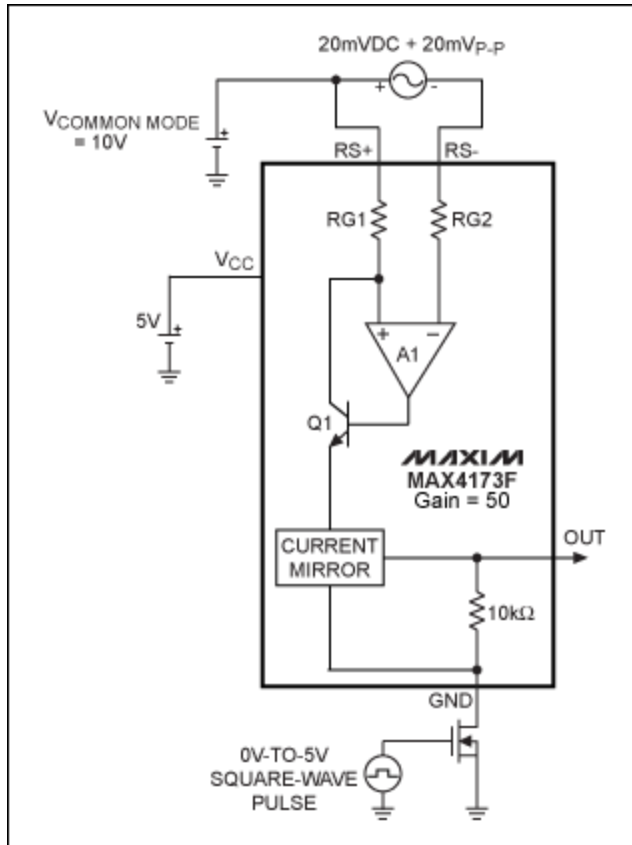 20mVDC + 20mVP-P
+ -
VCOMMON MODE
= 10V
+
RS+ RS-
RG1 RG2
VCC
5V
+
+ −
A1
Q1
MAXIM
MAX4173F
Gain = 50
CURRENT
MIRROR
OUT
10kΩ
GND
0V-TO-5V
SQUARE-WAVE
PULSE